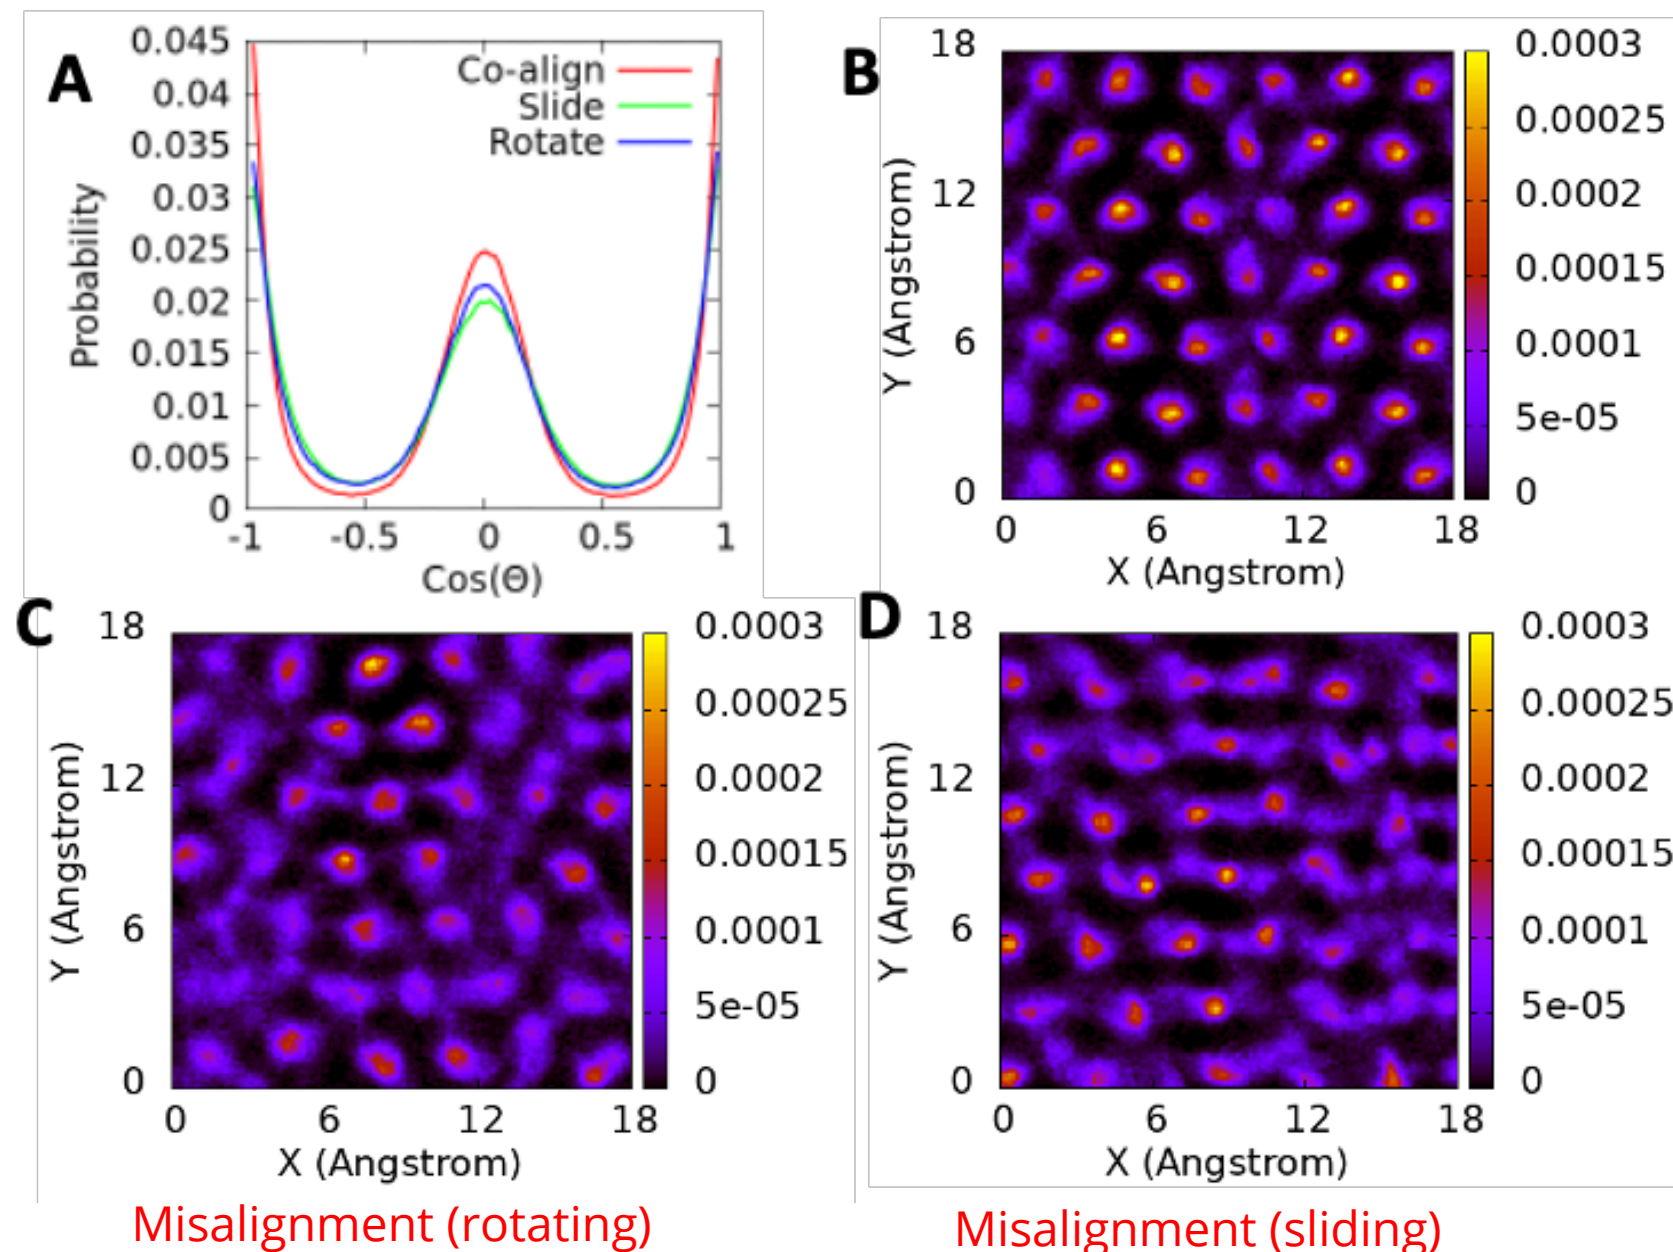 A
0.045
0.04
0.035
0.03
0.025
0.02
0.015
0.01
0.005
0
Probability
Co-align
Slide
Rotate
-1 -0.5 0 0.5 1
Cos(Θ)
B
18
12
6
0
Y (Angstrom)
0 6 12 18
X (Angstrom)
0.0003
0.00025
0.0002
0.00015
0.0001
5e-05
0
C
18
12
6
0
Y (Angstrom)
0 6 12 18
X (Angstrom)
0.0003
0.00025
0.0002
0.00015
0.0001
5e-05
0
Misalignment (rotating)
D
18
12
6
0
Y (Angstrom)
0 6 12 18
X (Angstrom)
0.0003
0.00025
0.0002
0.00015
0.0001
5e-05
0
Misalignment (sliding)